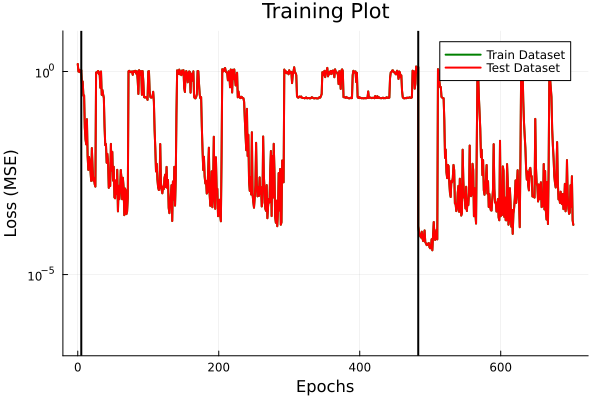 Training Plot
Train Dataset
Test Dataset
10⁰
10⁻⁵
Loss (MSE)
0
200
400
600
Epochs